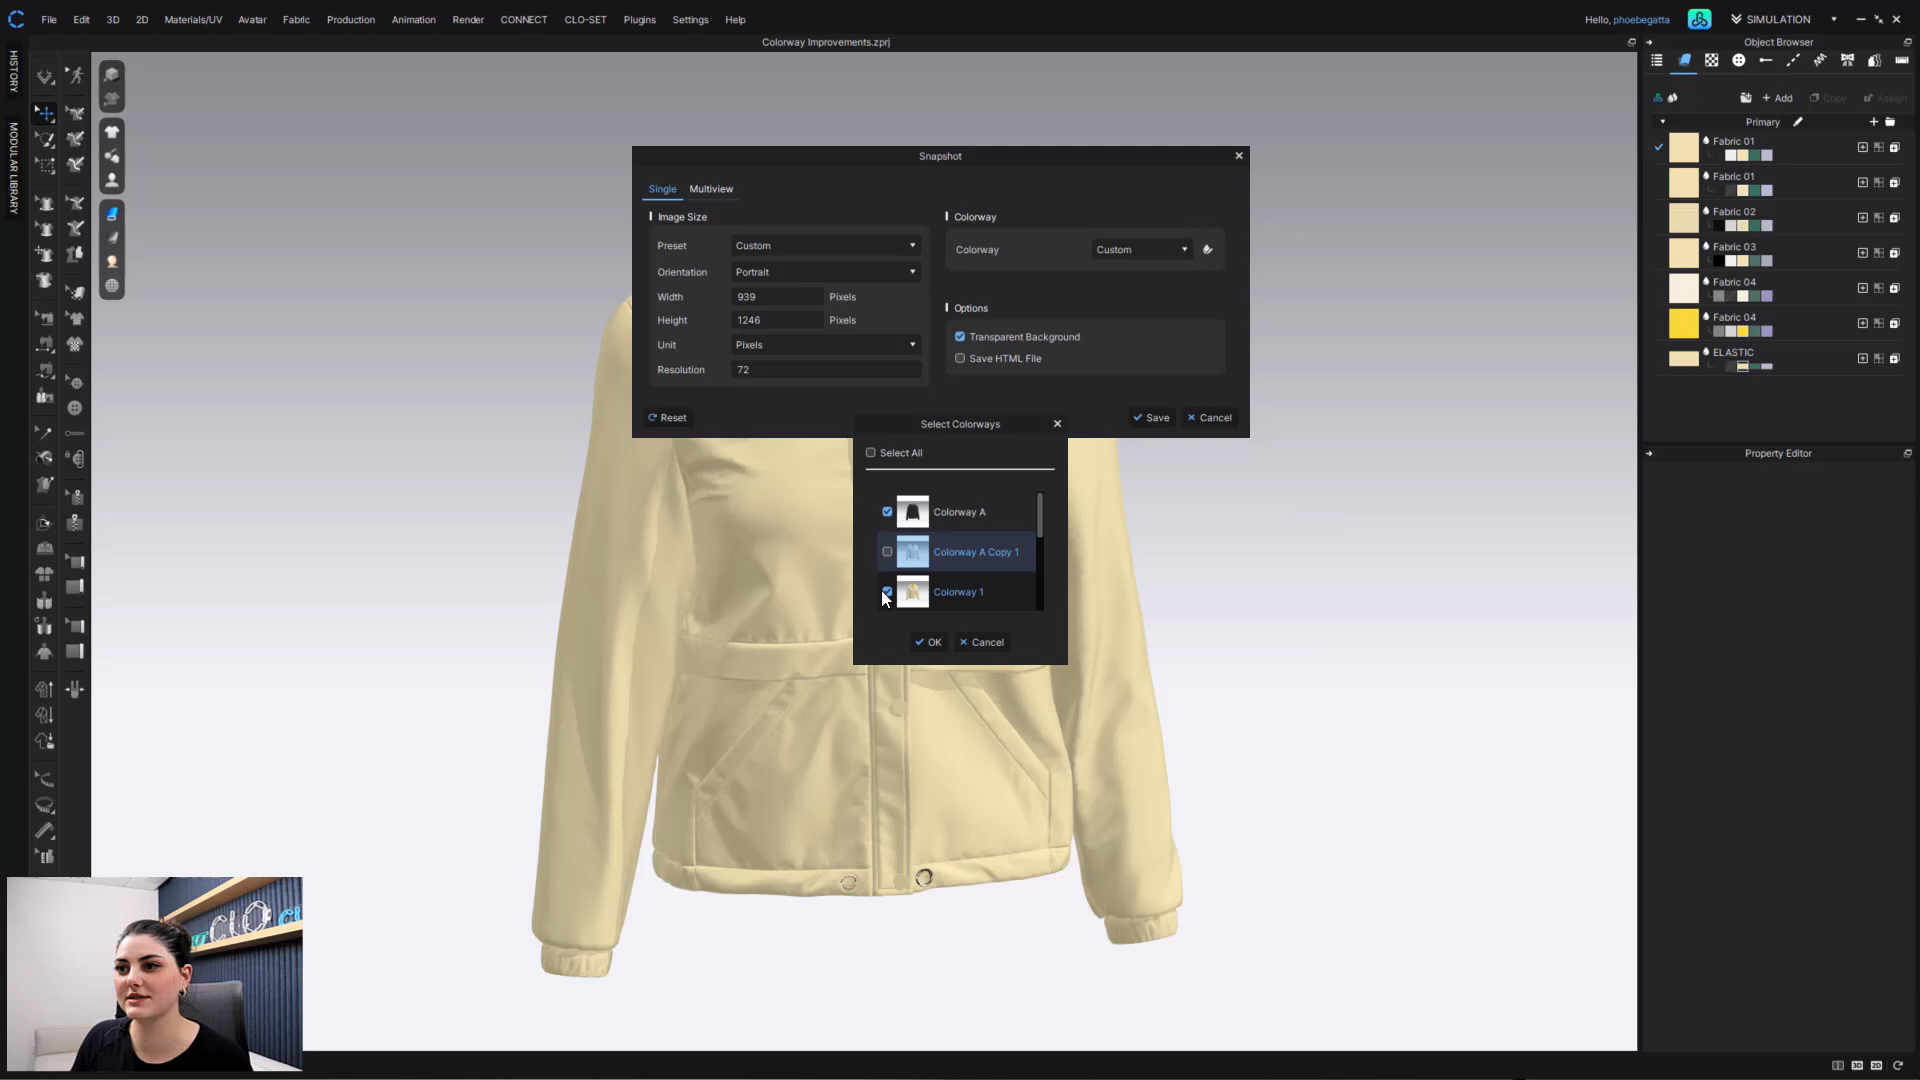 File Edit 3D 2D Materials/UV Avatar Fabric Production Animation Render CONNECT CLO-SET Plugins Settings Help
Hello, phoebegatta
SIMULATION
Colorway Improvements.zprj
HISTORY
MODULAR LIBRARY
Snapshot
Single Multiview
Image Size
Preset Custom
Orientation Portrait
Width 939 Pixels
Height 1246 Pixels
Unit Pixels
Resolution 72
Colorway
Colorway Custom
Options
Transparent Background
Save HTML File
Reset
Save Cancel
Select Colorways
Select All
Colorway A
Colorway A Copy 1
Colorway 1
OK Cancel
Object Browser
+ Add Copy Assign
Primary
Fabric 01
Fabric 01
Fabric 02
Fabric 03
Fabric 04
Fabric 04
ELASTIC
Property Editor
CLO
3D 2D